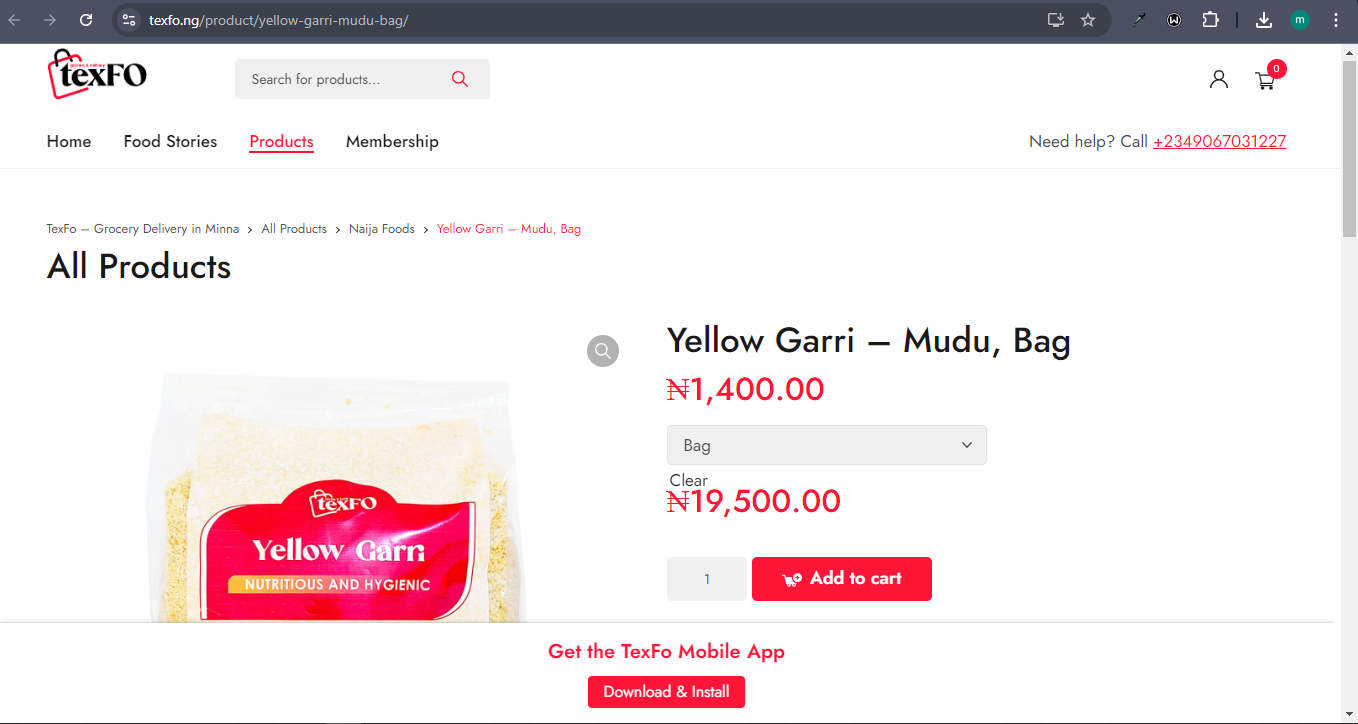 texfo.ng/product/yellow-garri-mudu-bag/
m
texFO
Search for products...
0
Home
Food Stories
Products
Membership
Need help? Call +2349067031227
TexFo – Grocery Delivery in Minna > All Products > Naija Foods > Yellow Garri – Mudu, Bag
All Products
Yellow Garri – Mudu, Bag
₦1,400.00
Bag
Clear
₦19,500.00
1
Add to cart
texFO
Yellow Garri
NUTRITIOUS AND HYGIENIC
Get the TexFo Mobile App
Download & Install